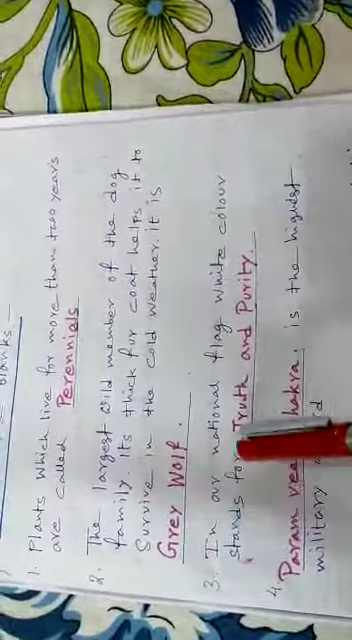 blanks -
1. Plants which live for more than two years
are called Perennials
2. The largest wild member of the dog
family. Its thick fur coat helps it to
Survive in the cold weather. it is
Grey Wolf.
3. In our national flag white colour
stands for Truth and Purity.
4. Param hakra. is the highest
military